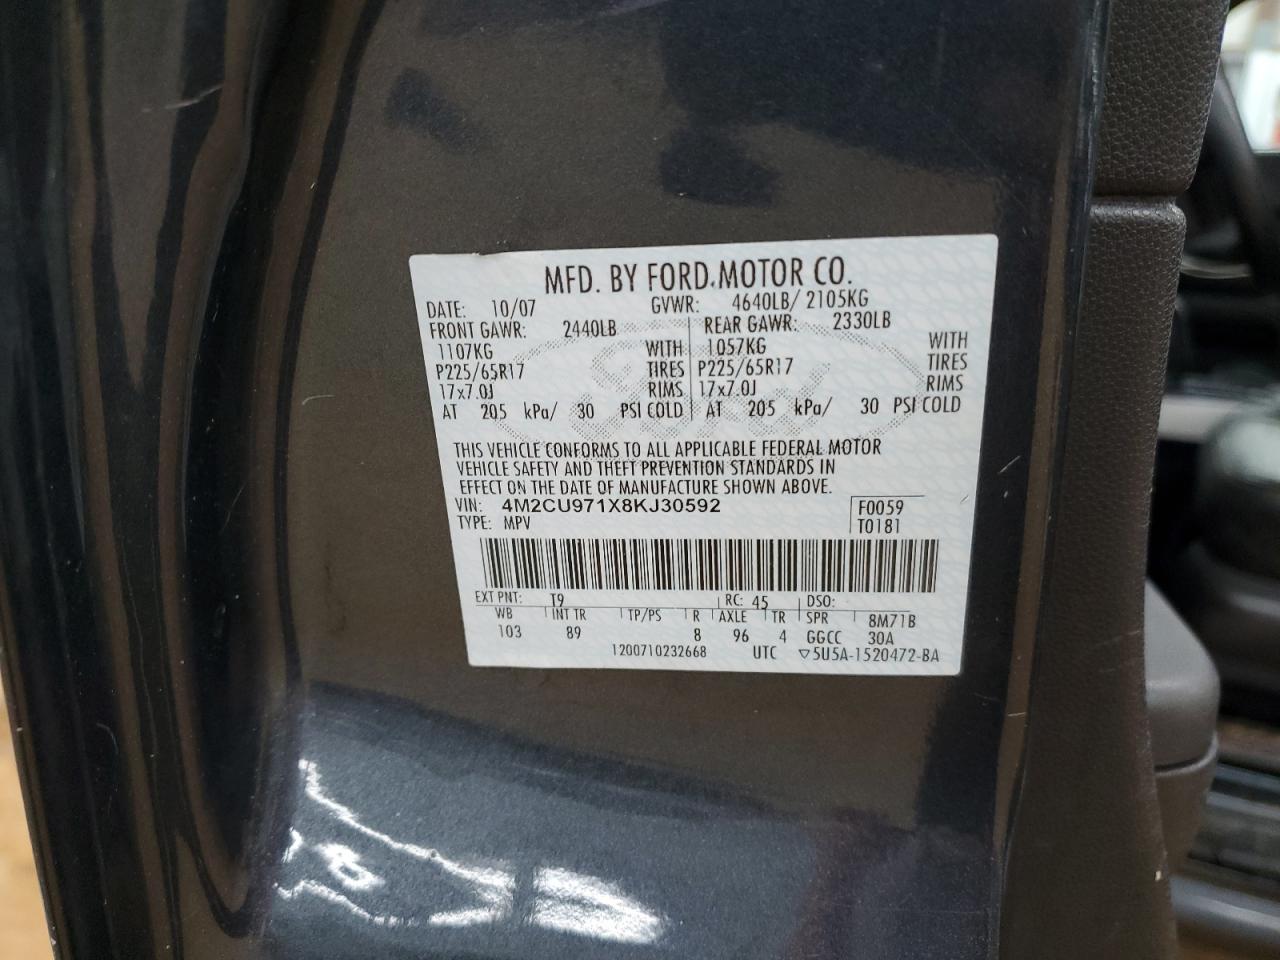 MFD. BY FORD MOTOR CO.
DATE: 10/07 GVWR: 4640LB/ 2105KG
FRONT GAWR: 2440LB REAR GAWR: 2330LB
1107KG WITH 1057KG WITH
P225/65R17 TIRES P225/65R17 TIRES
17x7.0J RIMS 17x7.0J RIMS
AT 205 kPa/ 30 PSI COLD AT 205 kPa/ 30 PSI COLD
THIS VEHICLE CONFORMS TO ALL APPLICABLE FEDERAL MOTOR
VEHICLE SAFETY AND THEFT PREVENTION STANDARDS IN
EFFECT ON THE DATE OF MANUFACTURE SHOWN ABOVE.
VIN: 4M2CU971X8KJ30592 F0059
TYPE: MPV T0181
EXT PNT: T9 RC: 45 DSO:
WB INT TR TP/PS R AXLE TR SPR 8M71B
103 89 8 96 4 GGCC 30A
1200710232668 UTC ▽5U5A-1520472-BA